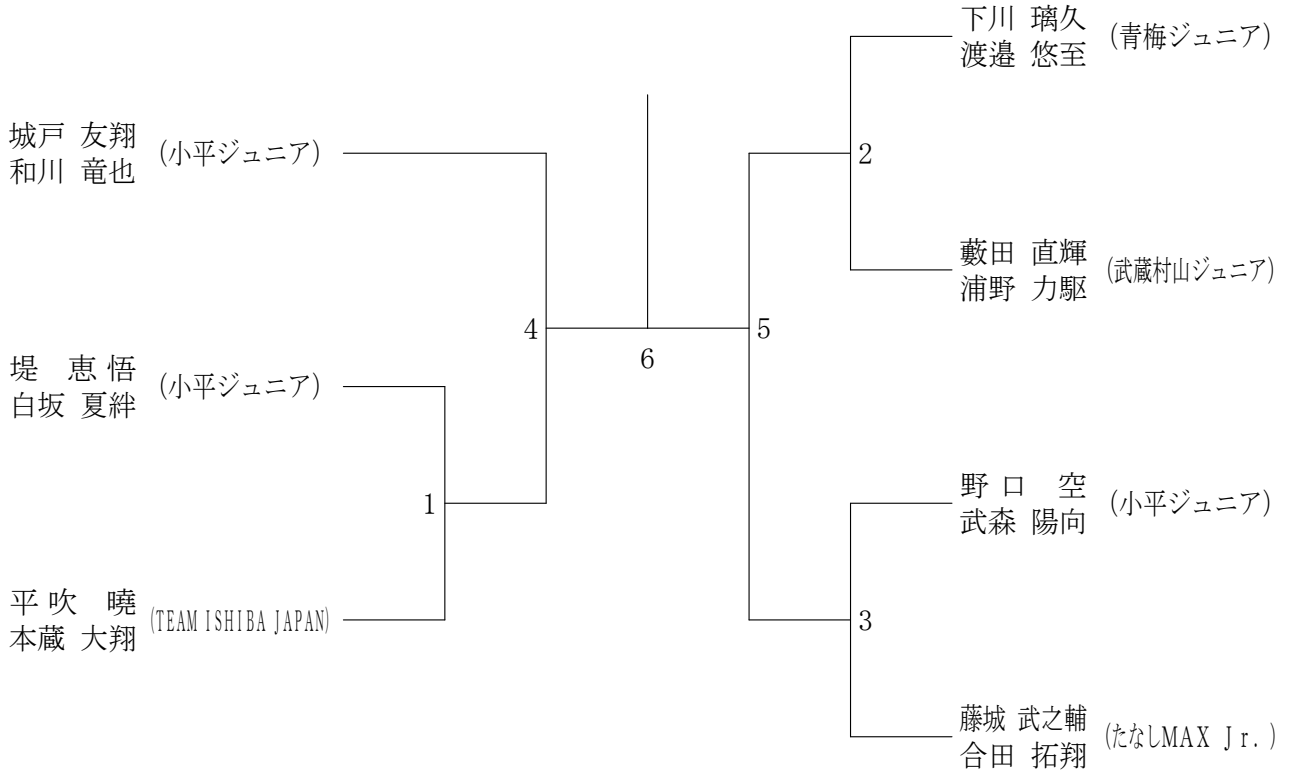 城戸 友翔
和川 竜也
(小平ジュニア)
堤 恵悟
白坂 夏絆
(小平ジュニア)
平吹 曉
本蔵 大翔
(TEAM ISHIBA JAPAN)
1
4
6
5
2
3
下川 璃久
渡邉 悠至
(青梅ジュニア)
藪田 直輝
浦野 力駆
(武蔵村山ジュニア)
野口 空
武森 陽向
(小平ジュニア)
藤城 武之輔
合田 拓翔
(たなしMAX Jr.)